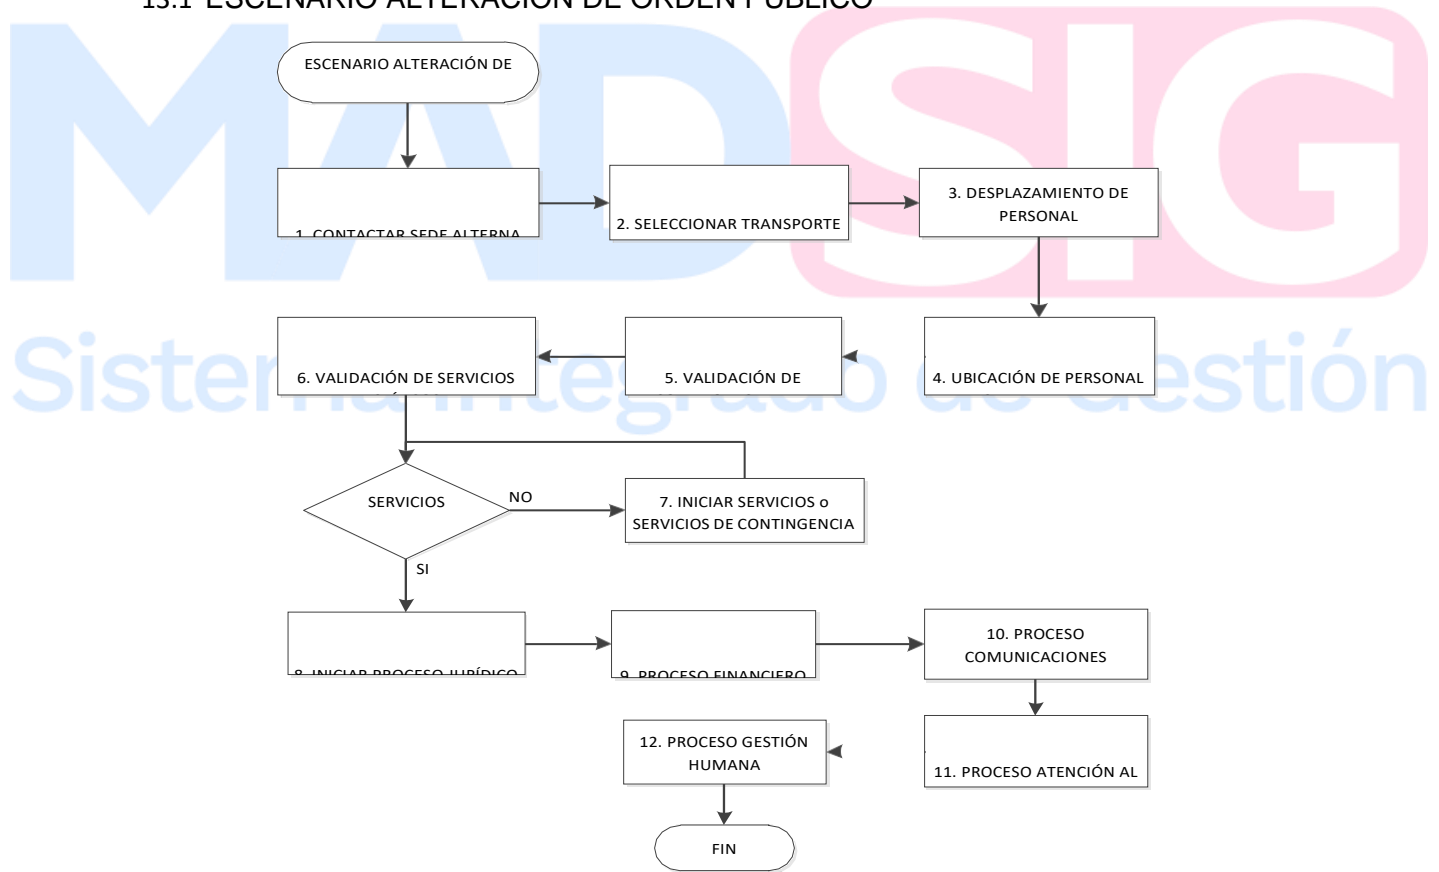 13.1 ESCENARIO ALTERACIÓN DE ORDEN PÚBLICO
MADSIG
Sistema Integrado de Gestión
ESCENARIO ALTERACIÓN DE
1. CONTACTAR SEDE ALTERNA
2. SELECCIONAR TRANSPORTE
3. DESPLAZAMIENTO DE
PERSONAL
4. UBICACIÓN DE PERSONAL
5. VALIDACIÓN DE
6. VALIDACIÓN DE SERVICIOS
SERVICIOS
NO
7. INICIAR SERVICIOS o
SERVICIOS DE CONTINGENCIA
SI
8. INICIAR PROCESO JURÍDICO
9. PROCESO FINANCIERO
10. PROCESO
COMUNICACIONES
11. PROCESO ATENCIÓN AL
12. PROCESO GESTIÓN
HUMANA
FIN